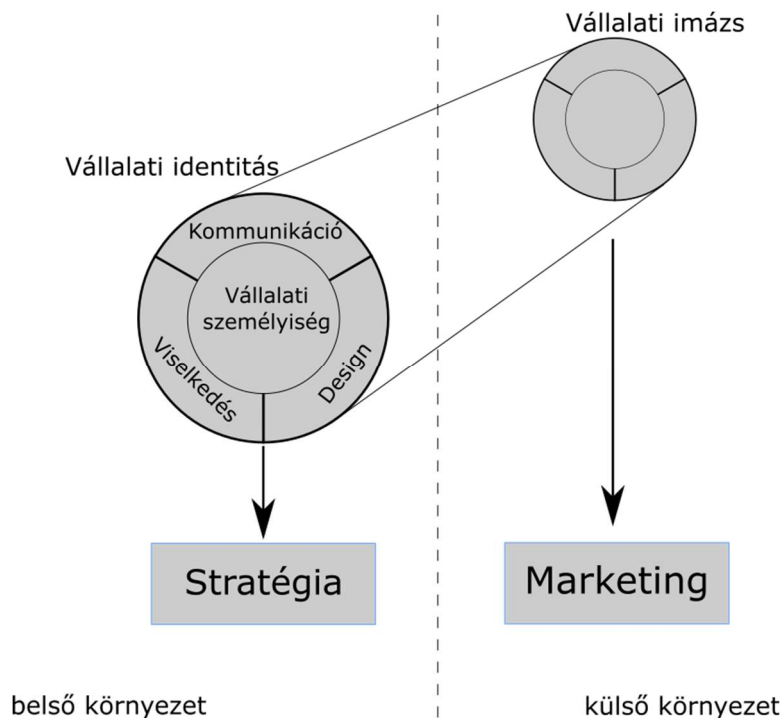 Vállalati imázs
Vállalati identitás
Kommunikáció
Vállalati
személyiség
Viselkedés
Design
Stratégia
Marketing
belső környezet
külső környezet